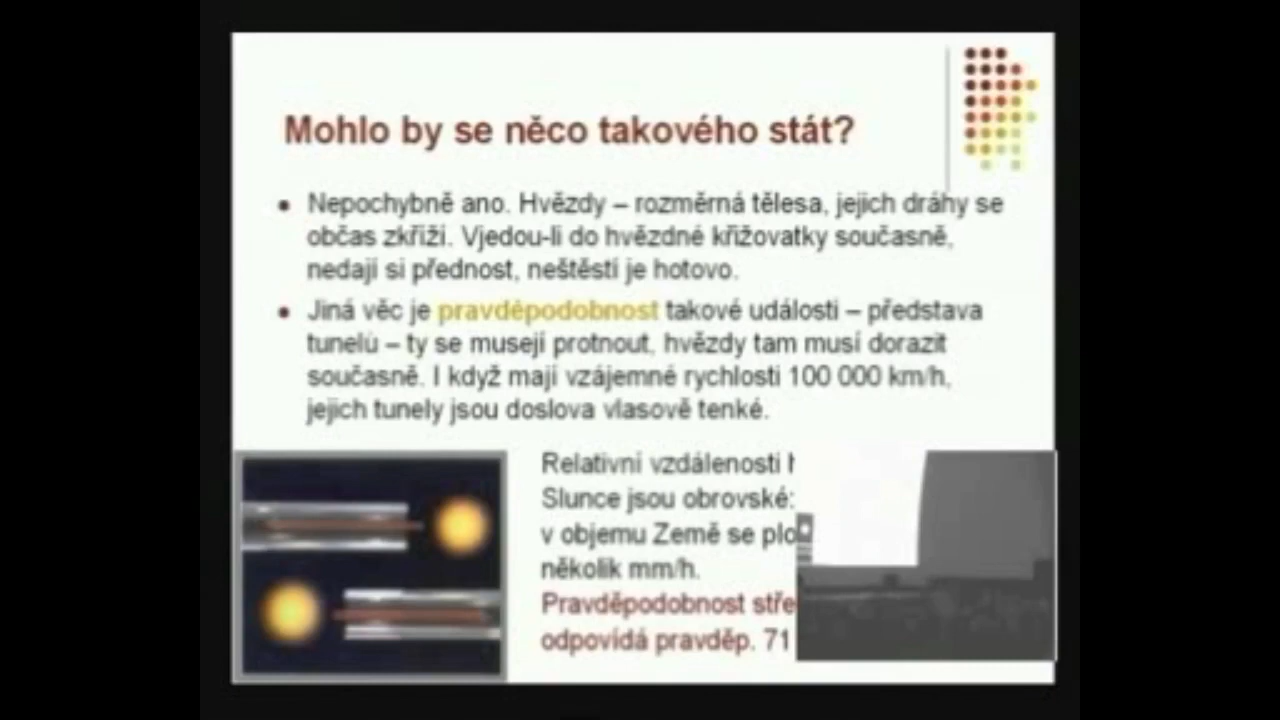 Mohlo by se něco takového stát?
Nepochybně ano. Hvězdy – rozměrná tělesa, jejich dráhy se
občas zkříží. Vjedou-li do hvězdné křižovatky současně,
nedají si přednost, neštěstí je hotovo.
Jiná věc je pravděpodobnost takové události – představa
tunelů – ty se musejí protnout, hvězdy tam musí dorazit
současně. I když mají vzájemné rychlosti 100 000 km/h,
jejich tunely jsou doslova vlasově tenké.
Relativní vzdálenosti
Slunce jsou obrovské:
v objemu Země se plo
několik mm/h.
Pravděpodobnost stře
odpovídá pravděp. 71